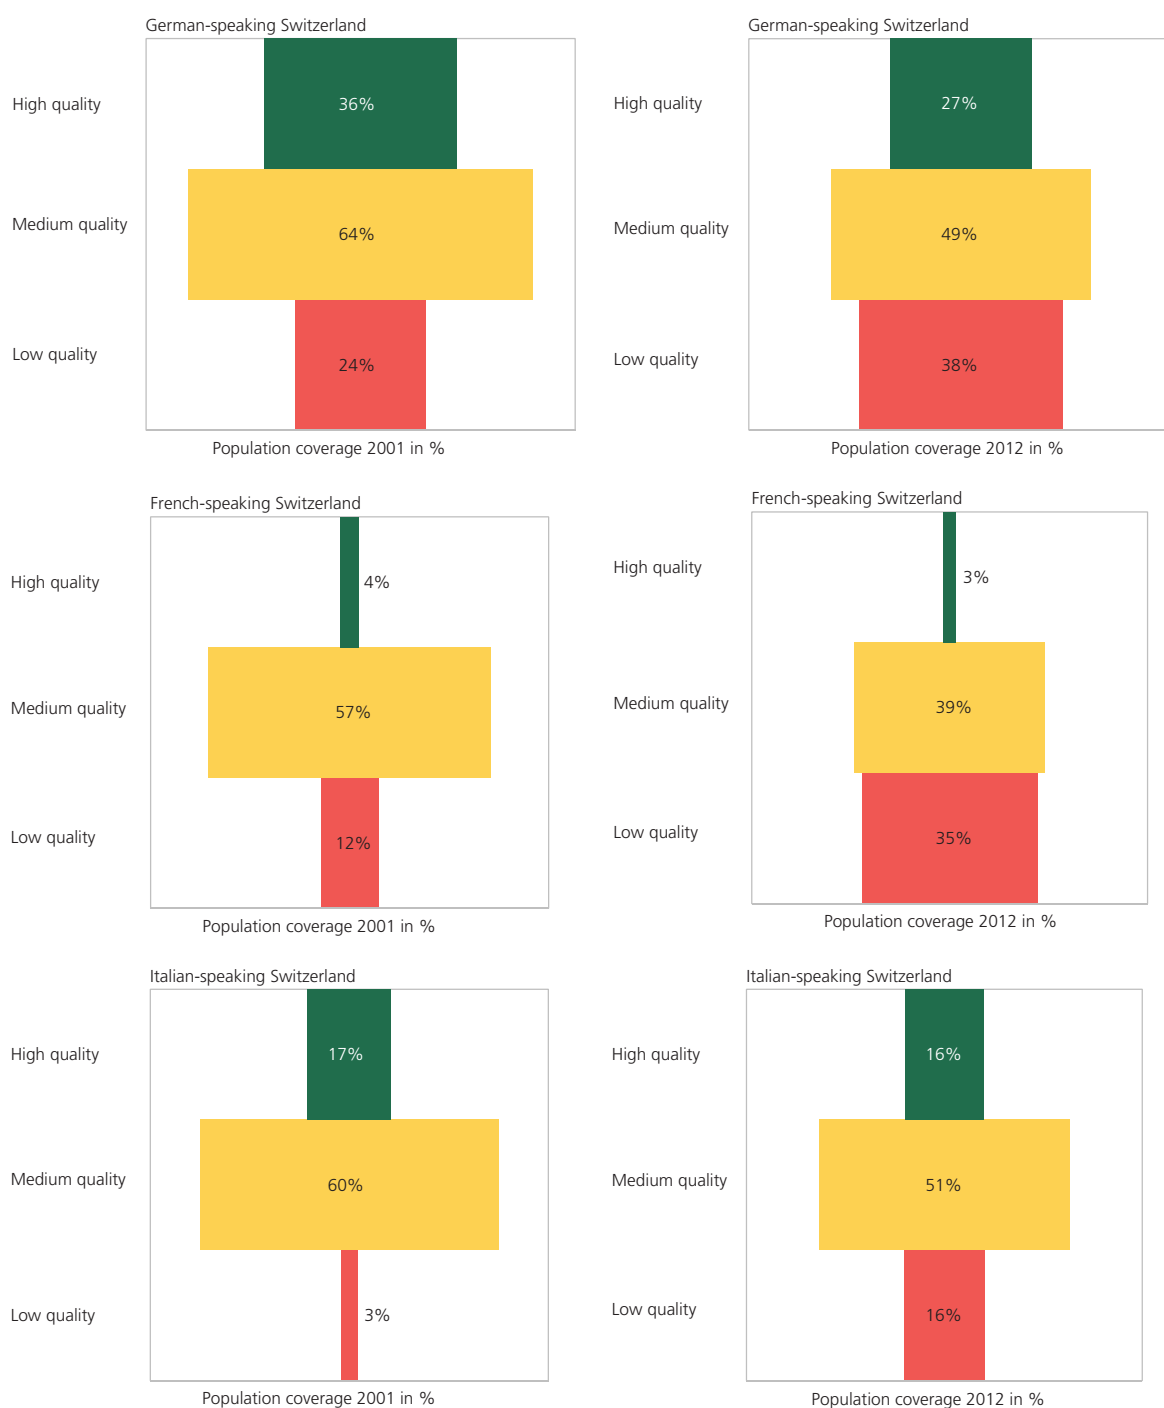 German-speaking Switzerland
High quality
36%
Medium quality
64%
Low quality
24%
Population coverage 2001 in %
German-speaking Switzerland
High quality
27%
Medium quality
49%
Low quality
38%
Population coverage 2012 in %
French-speaking Switzerland
High quality
4%
Medium quality
57%
Low quality
12%
Population coverage 2001 in %
French-speaking Switzerland
High quality
3%
Medium quality
39%
Low quality
35%
Population coverage 2012 in %
Italian-speaking Switzerland
High quality
17%
Medium quality
60%
Low quality
3%
Population coverage 2001 in %
Italian-speaking Switzerland
High quality
16%
Medium quality
51%
Low quality
16%
Population coverage 2012 in %